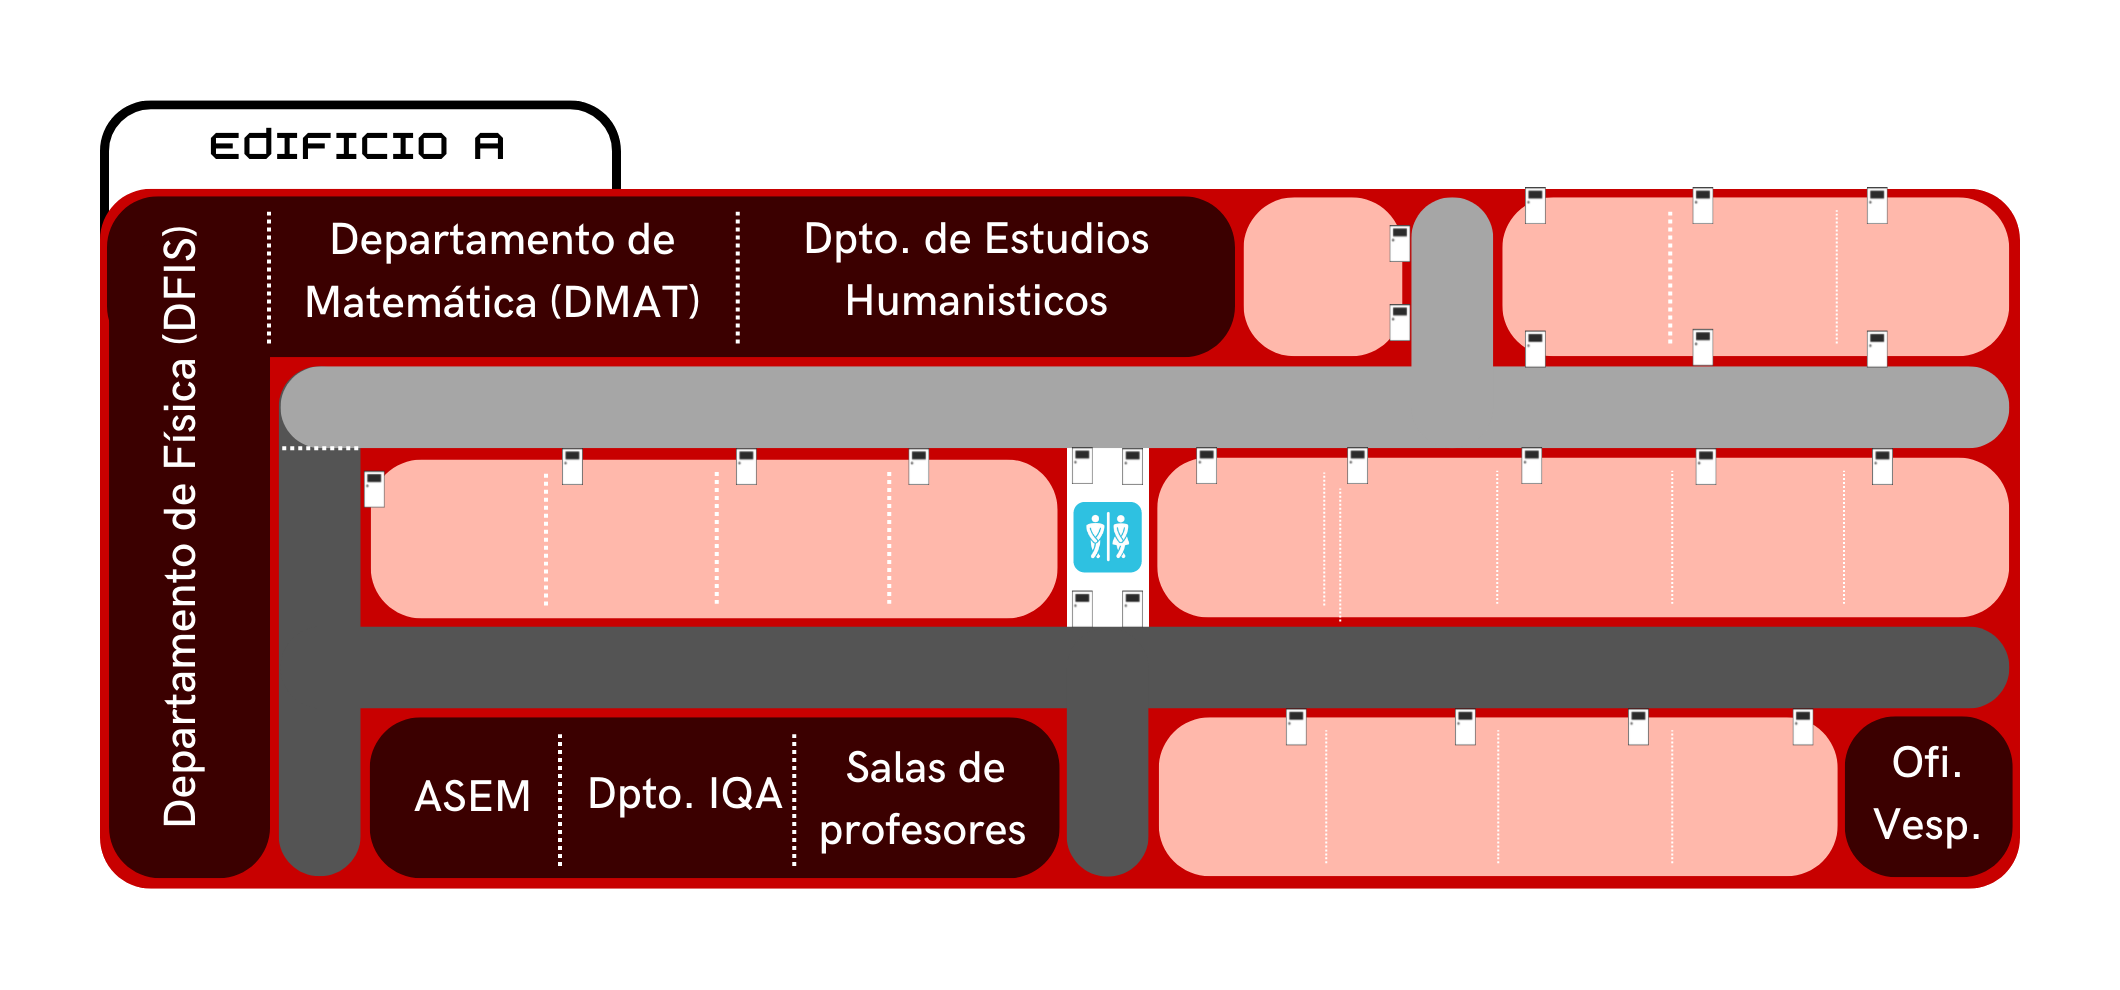 EDIFICIO A
Departamento de Física (DFIS)
Departamento de
Matemática (DMAT)
Dpto. de Estudios
Humanisticos
ASEM
Dpto. IQA
Salas de
profesores
Ofi.
Vesp.